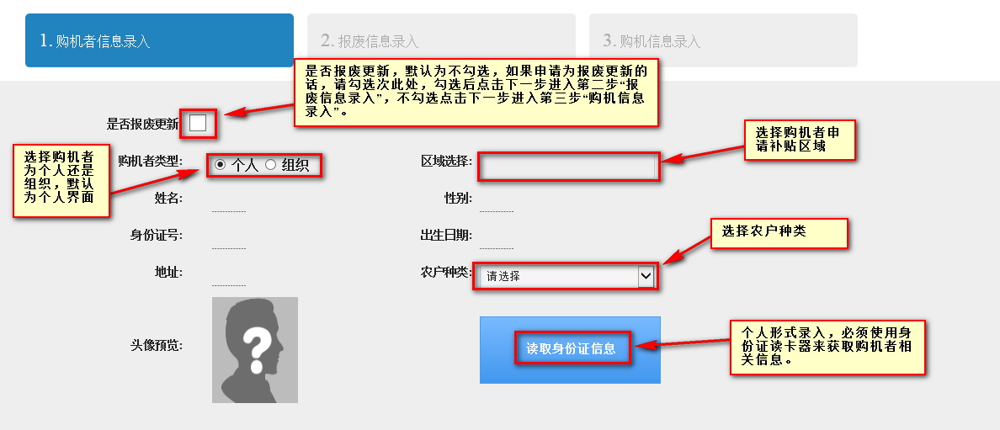 1. 购机者信息录入
2. 报废信息录入
3. 购机信息录入
是否报废更新，默认为不勾选，如果申请为报废更新的
话，请勾选次此处，勾选后点击下一步进入第二步“报
废信息录入”，不勾选点击下一步进入第三步“购机信息
录入”。
是否报废更新
选择购机者申
请补贴区域
选择购机者
为个人还是
组织，默认
为个人界面
购机者类型:
个人
组织
区域选择:
姓名:
性别:
身份证号:
出生日期:
选择农户种类
地址:
农户种类:
请选择
头像预览:
读取身份证信息
个人形式录入，必须使用身
份证读卡器来获取购机者相
关信息。